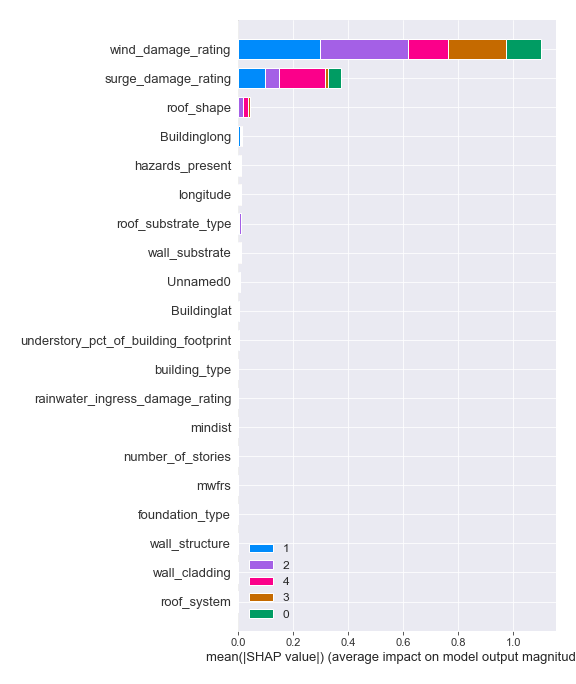 wind_damage_rating
surge_damage_rating
roof_shape
Buildinglong
hazards_present
longitude
roof_substrate_type
wall_substrate
Unnamed0
Buildinglat
understory_pct_of_building_footprint
building_type
rainwater_ingress_damage_rating
mindist
number_of_stories
mwfrs
foundation_type
wall_structure
wall_cladding
roof_system
1
2
4
3
0
0.0 0.2 0.4 0.6 0.8 1.0
mean(|SHAP value|) (average impact on model output magnitud